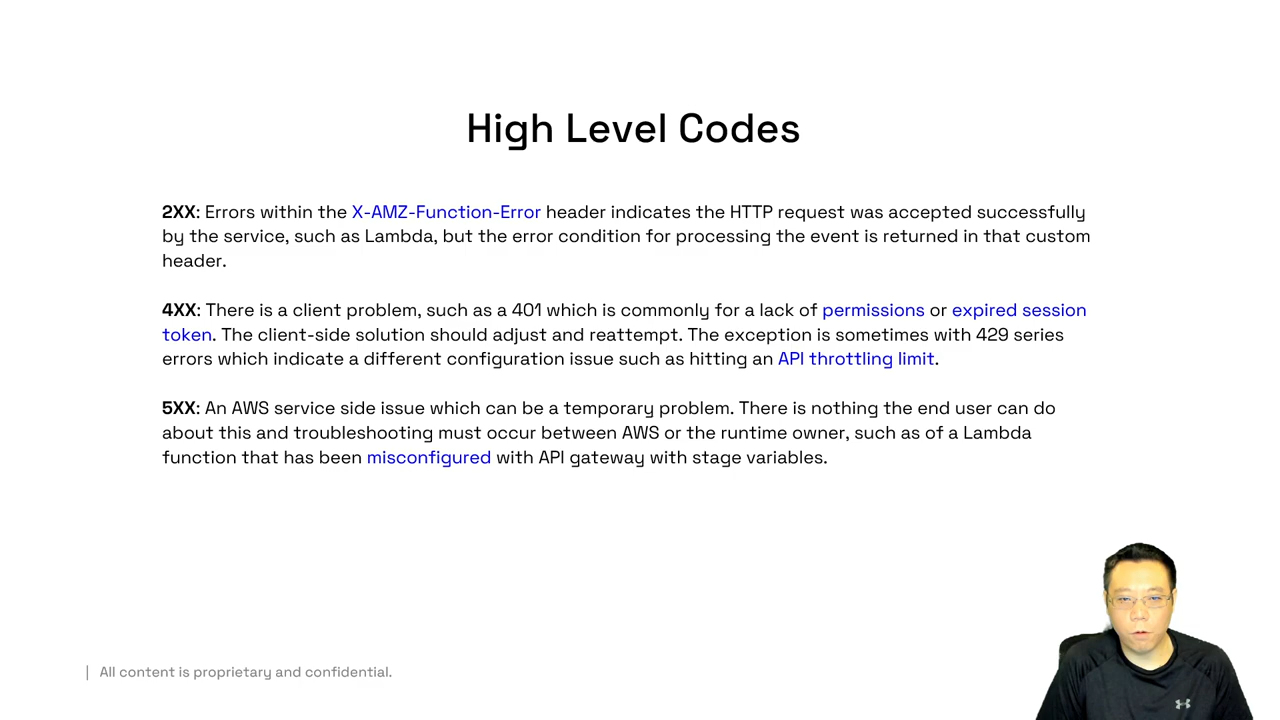 High Level Codes
2XX: Errors within the X-AMZ-Function-Error header indicates the HTTP request was accepted successfully
by the service, such as Lambda, but the error condition for processing the event is returned in that custom
header.
4XX: There is a client problem, such as a 401 which is commonly for a lack of permissions or expired session
token. The client-side solution should adjust and reattempt. The exception is sometimes with 429 series
errors which indicate a different configuration issue such as hitting an API throttling limit.
5XX: An AWS service side issue which can be a temporary problem. There is nothing the end user can do
about this and troubleshooting must occur between AWS or the runtime owner, such as of a Lambda
function that has been misconfigured with API gateway with stage variables.
| All content is proprietary and confidential.